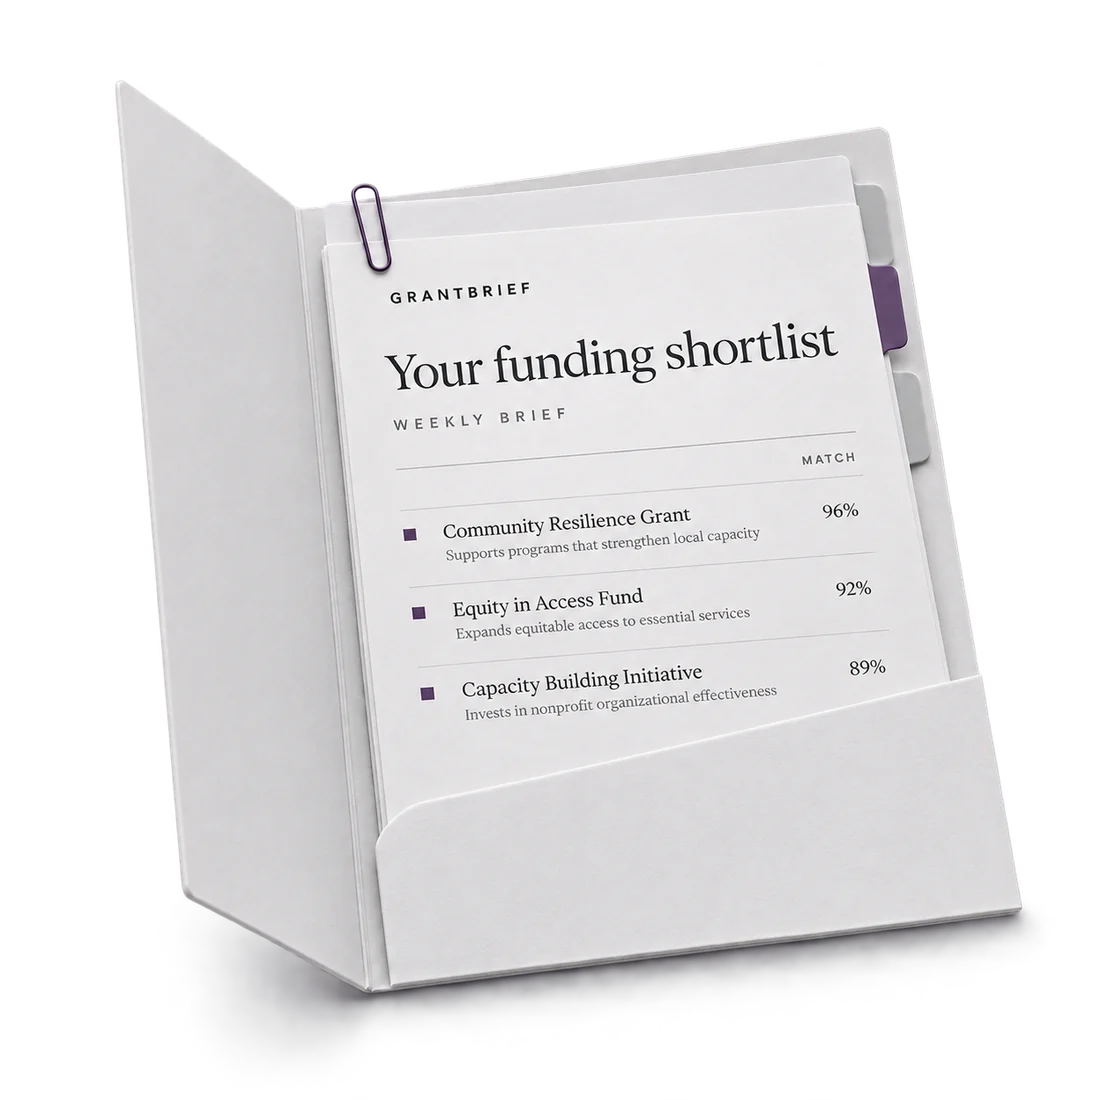 GRANTBRIEF
Your funding shortlist
WEEKLY BRIEF
MATCH
Community Resilience Grant 96%
Supports programs that strengthen local capacity
Equity in Access Fund 92%
Expands equitable access to essential services
Capacity Building Initiative 89%
Invests in nonprofit organizational effectiveness